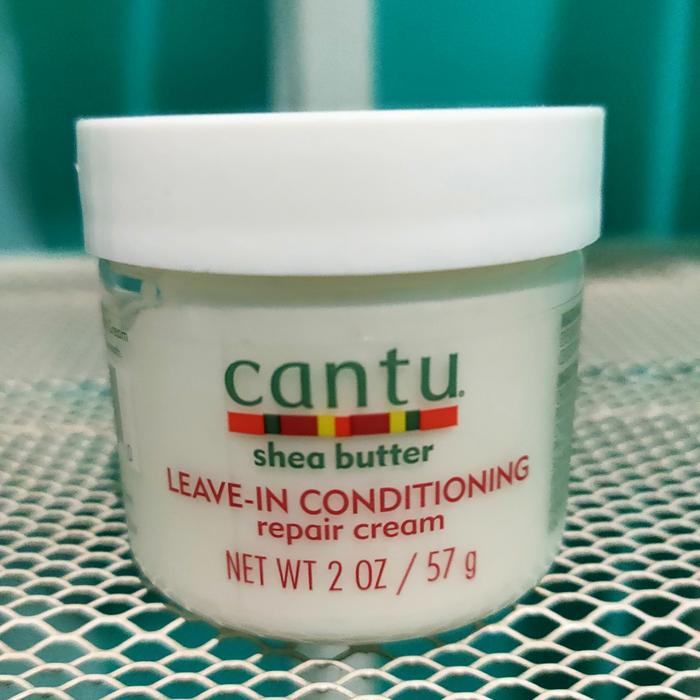 cantu.
shea butter
LEAVE-IN CONDITIONING
repair cream
NET WT 2 OZ / 57 g